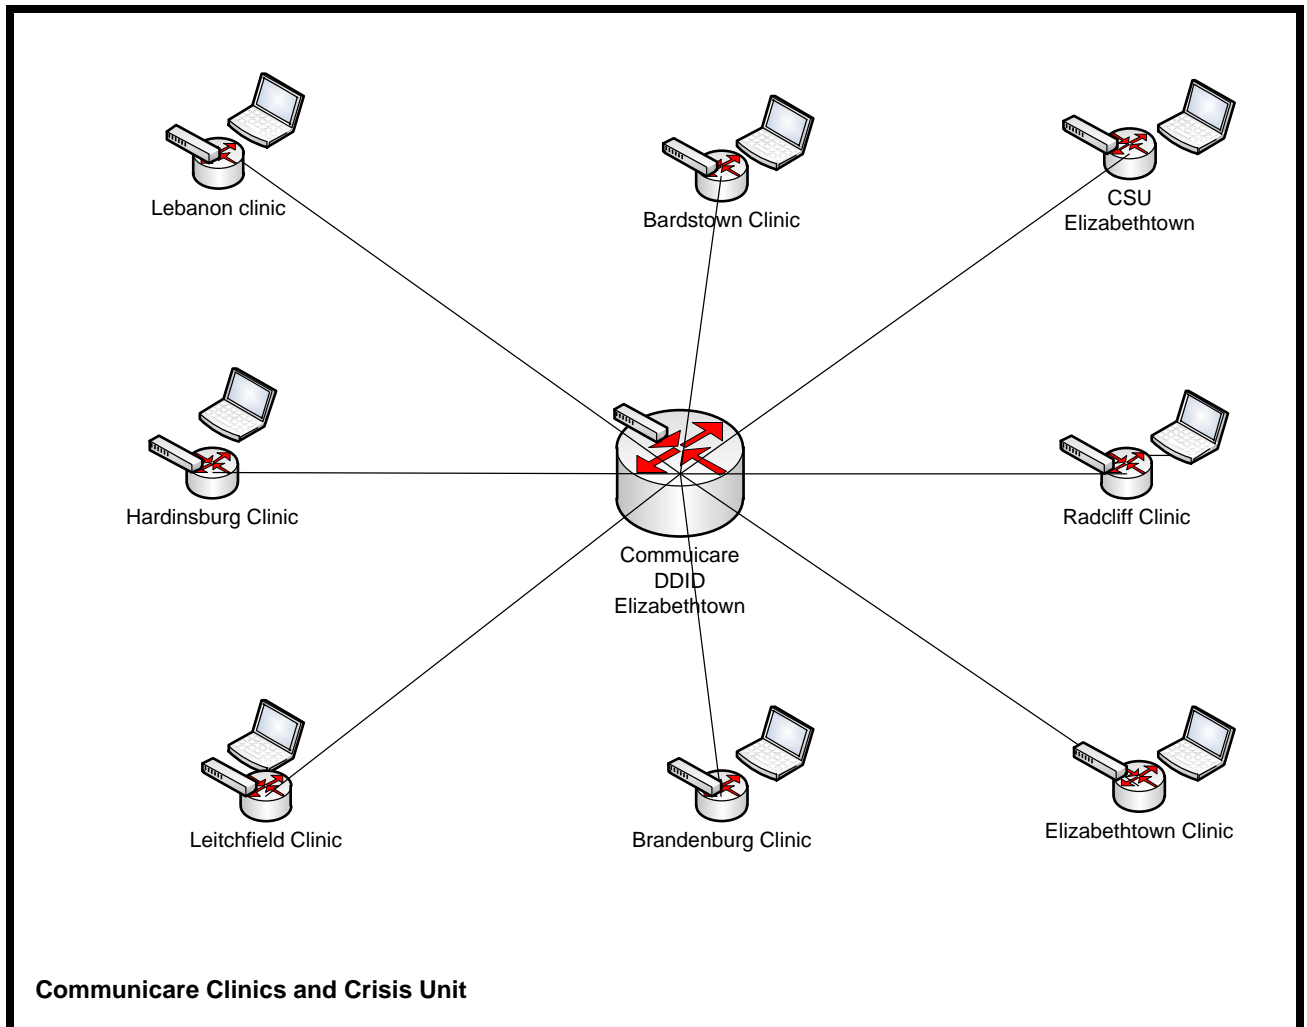 Lebanon clinic
Bardstown Clinic
CSU
Elizabethtown
Hardinsburg Clinic
Commuicare
DDID
Elizabethtown
Radcliff Clinic
Leitchfield Clinic
Brandenburg Clinic
Elizabethtown Clinic
Communicare Clinics and Crisis Unit